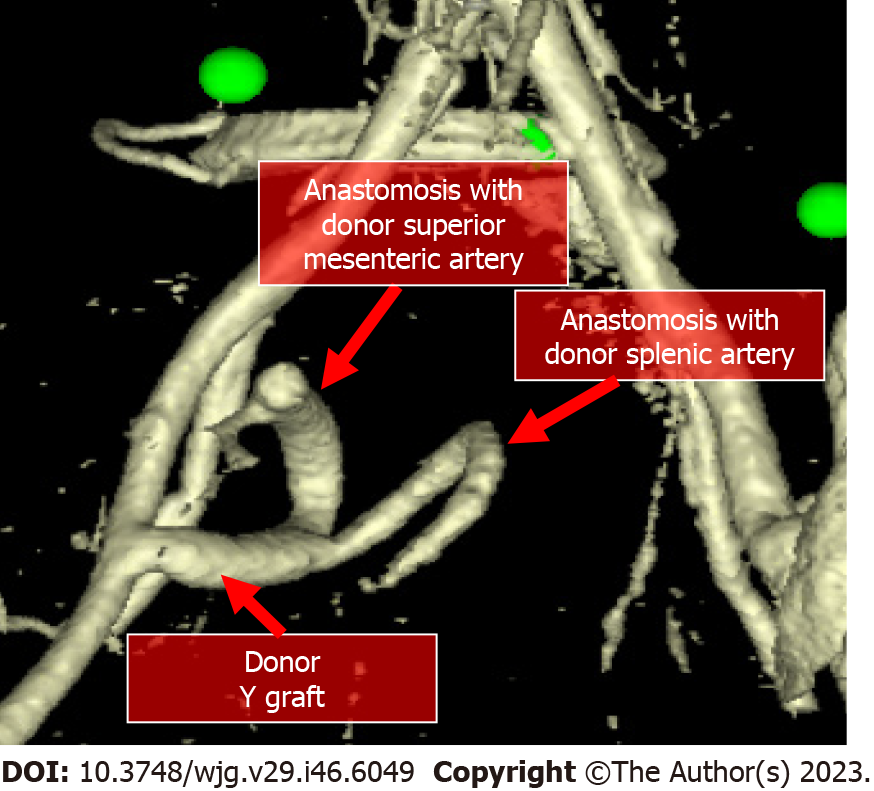 Anastomosis with
donor superior
mesenteric artery
Anastomosis with
donor splenic artery
Donor
Y graft
DOI: 10.3748/wjg.v29.i46.6049 Copyright ©The Author(s) 2023.